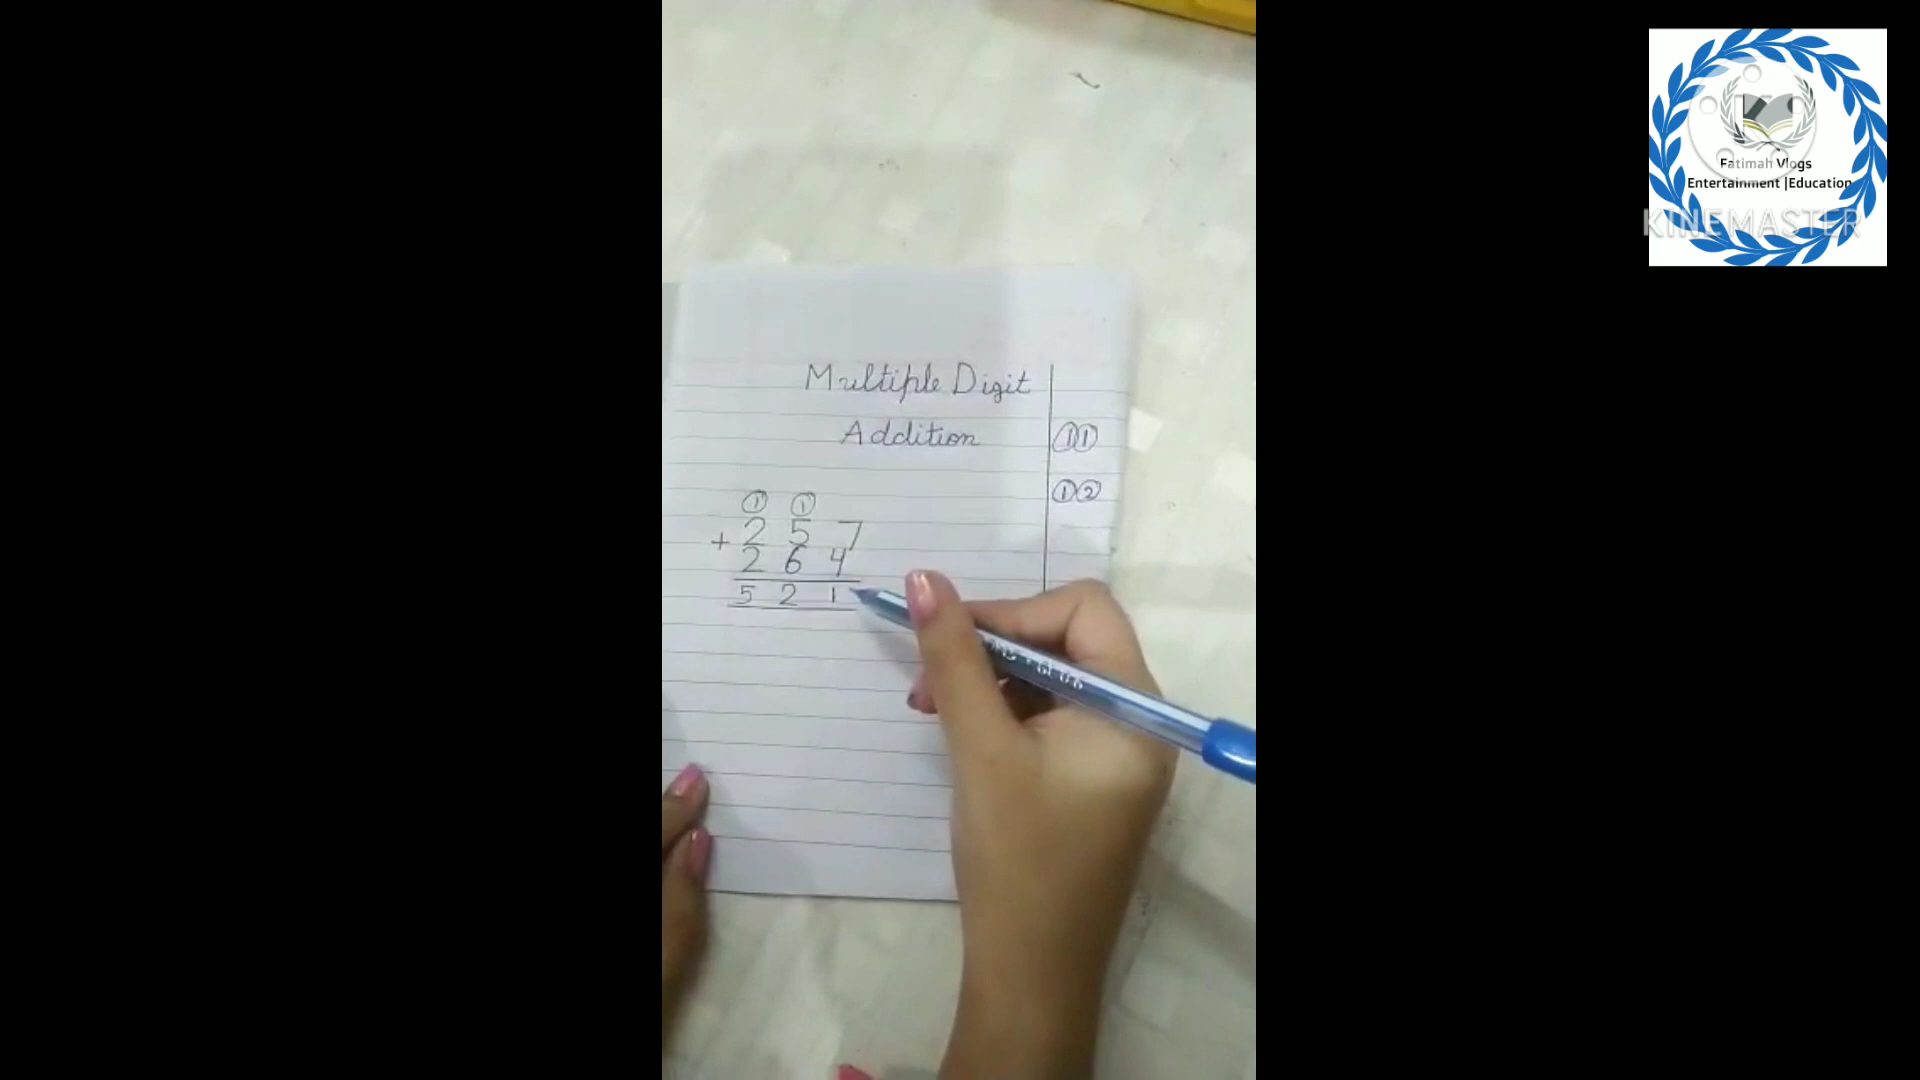 Multiple Digit
Addition
11
12
1 1
2 5 7
+ 2 6 4
5 2 1
Fatimah Vlogs
Entertainment |Education
KINEMASTER